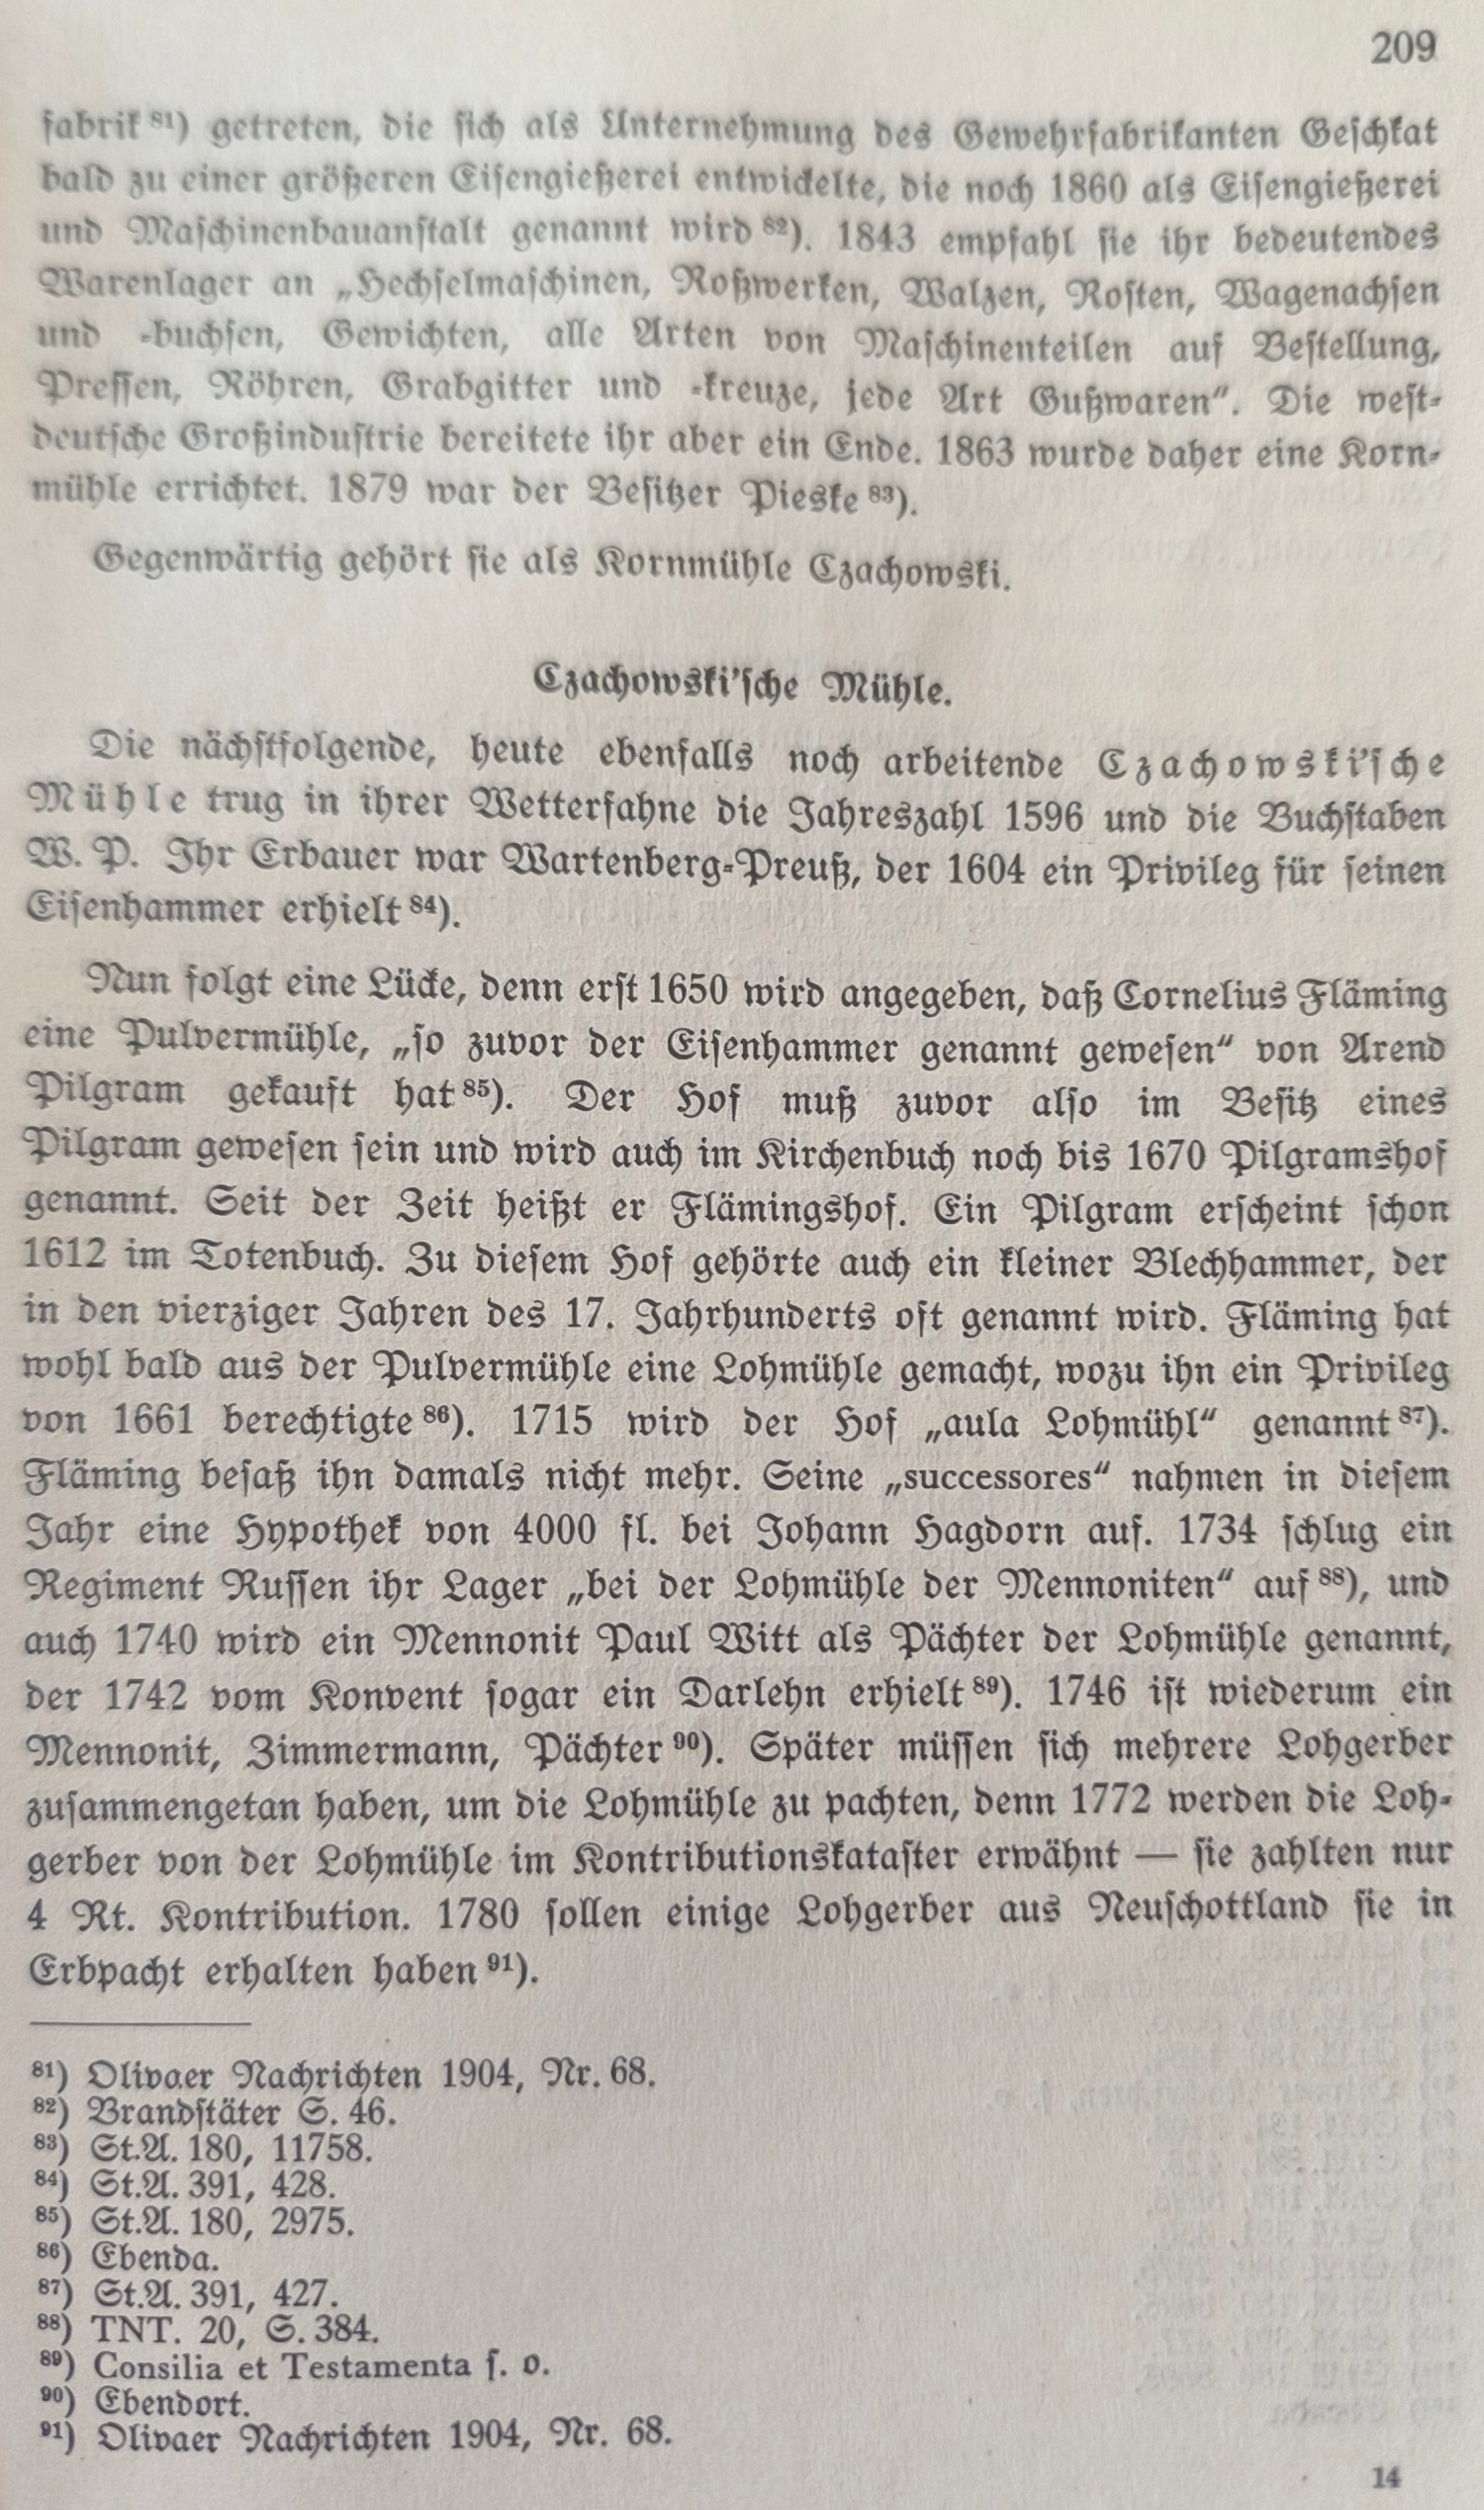 209
fabrik ⁸¹) getreten, die sich als Unternehmung des Gewehrfabrikanten Geschkat
bald zu einer größeren Eisengießerei entwickelte, die noch 1860 als Eisengießerei
und Maschinenbauanstalt genannt wird ⁸²). 1843 empfahl sie ihr bedeutendes
Warenlager an „Hechselmaschinen, Roßwerken, Walzen, Rosten, Wagenachsen
und -buchsen, Gewichten, alle Arten von Maschinenteilen auf Bestellung,
Pressen, Röhren, Grabgitter und -kreuze, jede Art Gußwaren“. Die west-
deutsche Großindustrie bereitete ihr aber ein Ende. 1863 wurde daher eine Korn-
mühle errichtet. 1879 war der Besitzer Pieske ⁸³).
Gegenwärtig gehört sie als Kornmühle Czachowski.
Czachowski'sche Mühle.
Die nächstfolgende, heute ebenfalls noch arbeitende Czachowski'sche
Mühle trug in ihrer Wetterfahne die Jahreszahl 1596 und die Buchstaben
W. P. Ihr Erbauer war Wartenberg-Preuß, der 1604 ein Privileg für seinen
Eisenhammer erhielt ⁸⁴).
Nun folgt eine Lücke, denn erst 1650 wird angegeben, daß Cornelius Fläming
eine Pulvermühle, „so zuvor der Eisenhammer genannt gewesen“ von Arend
Pilgram gekauft hat ⁸⁵). Der Hof muß zuvor also im Besitz eines
Pilgram gewesen sein und wird auch im Kirchenbuch noch bis 1670 Pilgramshof
genannt. Seit der Zeit heißt er Flämingshof. Ein Pilgram erscheint schon
1612 im Totenbuch. Zu diesem Hof gehörte auch ein kleiner Blechhammer, der
in den vierziger Jahren des 17. Jahrhunderts oft genannt wird. Fläming hat
wohl bald aus der Pulvermühle eine Lohmühle gemacht, wozu ihn ein Privileg
von 1661 berechtigte ⁸⁶). 1715 wird der Hof „aula Lohmühl“ genannt ⁸⁷).
Fläming besaß ihn damals nicht mehr. Seine „successores“ nahmen in diesem
Jahr eine Hypothek von 4000 fl. bei Johann Hagdorn auf. 1734 schlug ein
Regiment Russen ihr Lager „bei der Lohmühle der Mennoniten“ auf ⁸⁸), und
auch 1740 wird ein Mennonit Paul Witt als Pächter der Lohmühle genannt,
der 1742 vom Konvent sogar ein Darlehn erhielt ⁸⁹). 1746 ist wiederum ein
Mennonit, Zimmermann, Pächter ⁹⁰). Später müssen sich mehrere Lohgerber
zusammengetan haben, um die Lohmühle zu pachten, denn 1772 werden die Loh-
gerber von der Lohmühle im Kontributionskataster erwähnt — sie zahlten nur
4 Rt. Kontribution. 1780 sollen einige Lohgerber aus Neuschottland sie in
Erbpacht erhalten haben ⁹¹).
⁸¹) Olivaer Nachrichten 1904, Nr. 68.
⁸²) Brandstäter S. 46.
⁸³) St.A. 180, 11758.
⁸⁴) St.A. 391, 428.
⁸⁵) St.A. 180, 2975.
⁸⁶) Ebenda.
⁸⁷) St.A. 391, 427.
⁸⁸) TNT. 20, S. 384.
⁸⁹) Consilia et Testamenta s. o.
⁹⁰) Ebendort.
⁹¹) Olivaer Nachrichten 1904, Nr. 68.
14